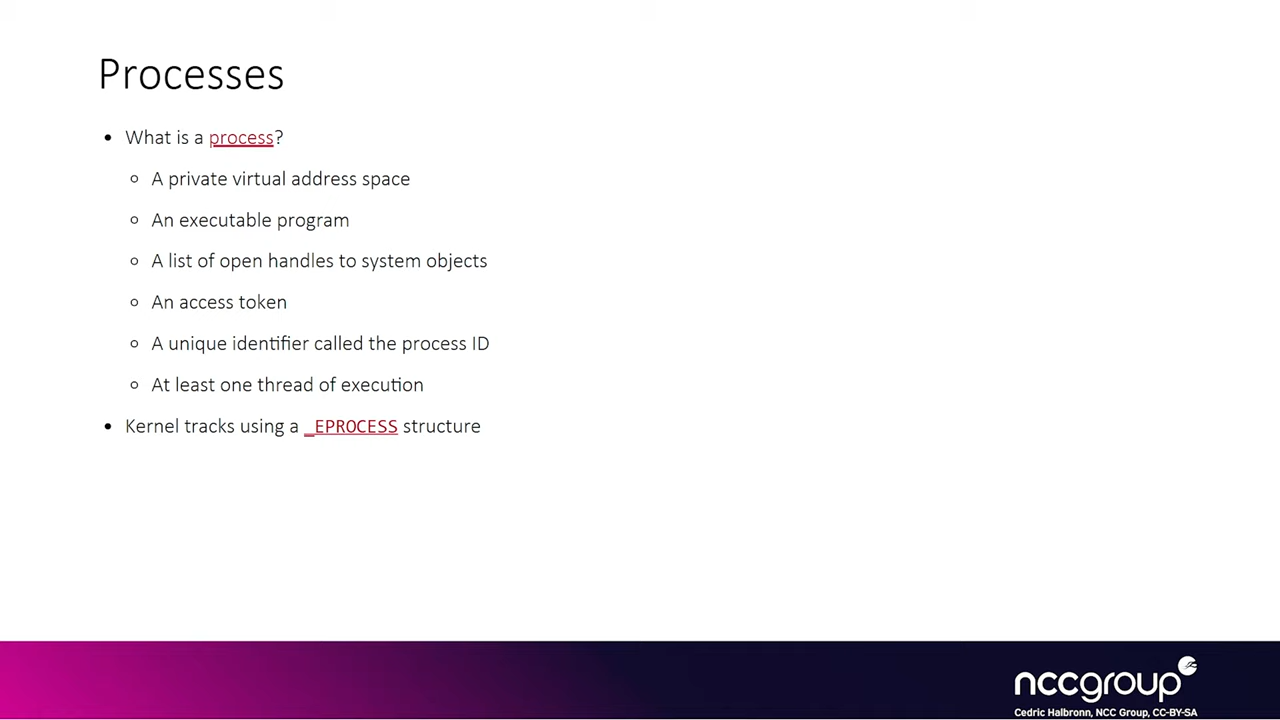 Processes
• What is a process?
○ A private virtual address space
○ An executable program
○ A list of open handles to system objects
○ An access token
○ A unique identifier called the process ID
○ At least one thread of execution
• Kernel tracks using a _EPROCESS structure
nccgroup
Cedric Halbronn, NCC Group, CC-BY-SA